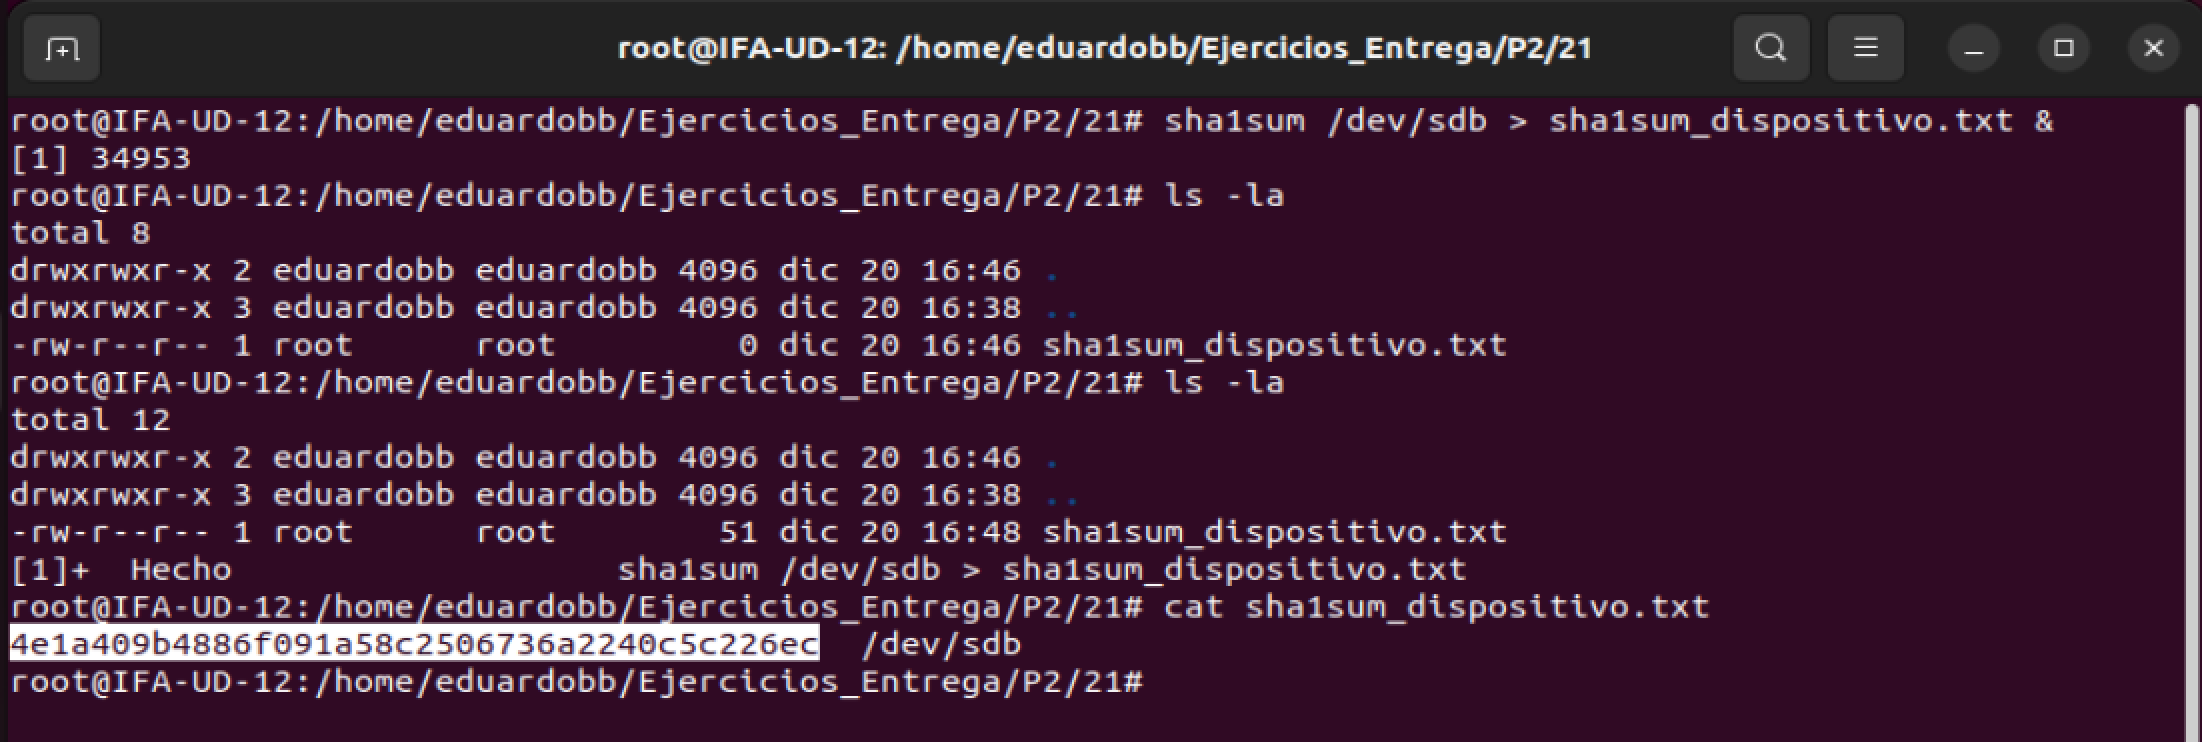 root@IFA-UD-12: /home/eduardobb/Ejercicios_Entrega/P2/21
root@IFA-UD-12:/home/eduardobb/Ejercicios_Entrega/P2/21# sha1sum /dev/sdb > sha1sum_dispositivo.txt &
[1] 34953
root@IFA-UD-12:/home/eduardobb/Ejercicios_Entrega/P2/21# ls -la
total 8
drwxrwxr-x 2 eduardobb eduardobb 4096 dic 20 16:46 .
drwxrwxr-x 3 eduardobb eduardobb 4096 dic 20 16:38 ..
-rw-r--r-- 1 root      root         0 dic 20 16:46 sha1sum_dispositivo.txt
root@IFA-UD-12:/home/eduardobb/Ejercicios_Entrega/P2/21# ls -la
total 12
drwxrwxr-x 2 eduardobb eduardobb 4096 dic 20 16:46 .
drwxrwxr-x 3 eduardobb eduardobb 4096 dic 20 16:38 ..
-rw-r--r-- 1 root      root        51 dic 20 16:48 sha1sum_dispositivo.txt
[1]+  Hecho                   sha1sum /dev/sdb > sha1sum_dispositivo.txt
root@IFA-UD-12:/home/eduardobb/Ejercicios_Entrega/P2/21# cat sha1sum_dispositivo.txt
4e1a409b4886f091a58c2506736a2240c5c226ec  /dev/sdb
root@IFA-UD-12:/home/eduardobb/Ejercicios_Entrega/P2/21#